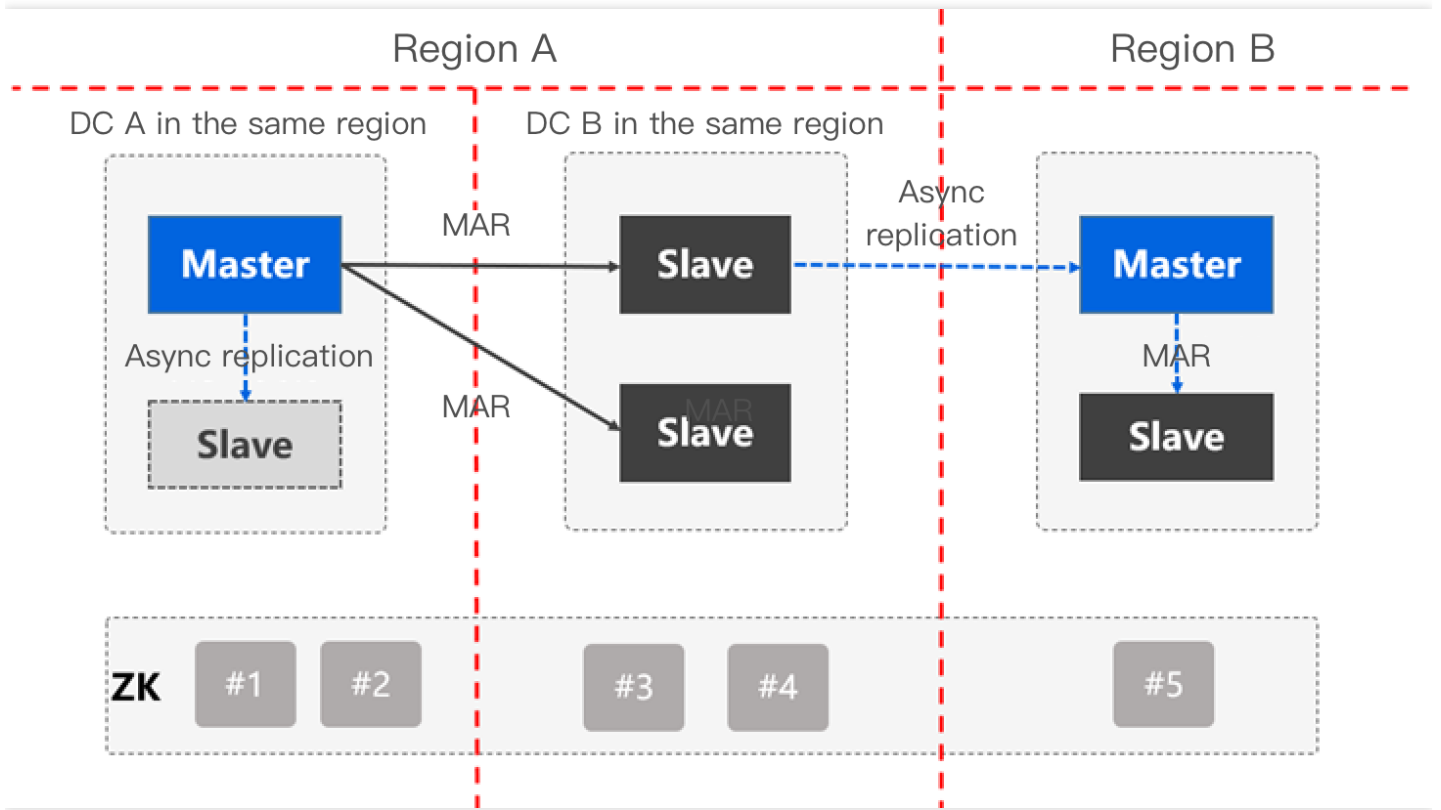 Region A
Region B
DC A in the same region
DC B in the same region
Master
Async replication
Slave
MAR
MAR
Slave
MAR
Slave
Async
replication
Master
MAR
Slave
ZK
#1
#2
#3
#4
#5